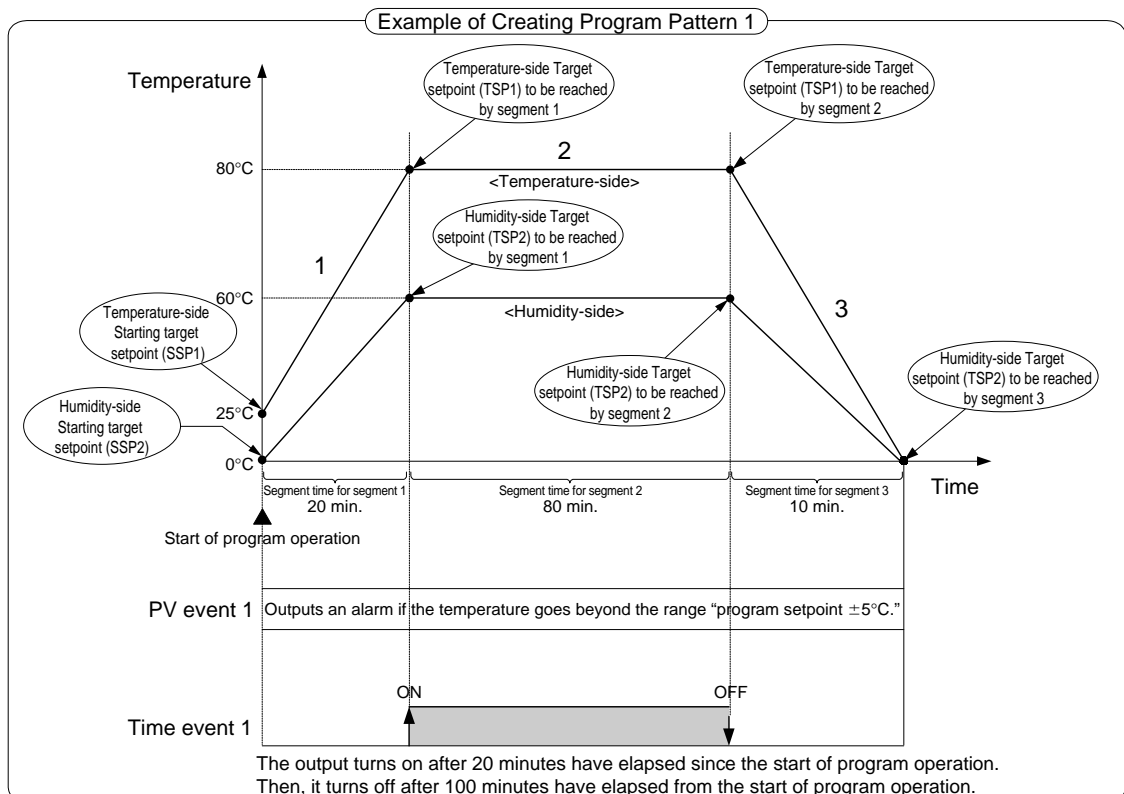 Example of Creating Program Pattern 1
Temperature
Temperature-side Target
setpoint (TSP1) to be reached
by segment 1
Temperature-side Target
setpoint (TSP1) to be reached
by segment 2
2
80°C
<Temperature-side>
Humidity-side Target
setpoint (TSP2) to be reached
by segment 1
1
60°C
<Humidity-side>
3
Temperature-side
Starting target
setpoint (SSP1)
Humidity-side Target
setpoint (TSP2) to be reached
by segment 2
Humidity-side Target
setpoint (TSP2) to be reached
by segment 3
25°C
Humidity-side
Starting target
setpoint (SSP2)
0°C
Time
Segment time for segment 1
20 min.
Segment time for segment 2
80 min.
Segment time for segment 3
10 min.
Start of program operation
PV event 1
Outputs an alarm if the temperature goes beyond the range “program setpoint ±5°C.”
ON
OFF
Time event 1
The output turns on after 20 minutes have elapsed since the start of program operation.
Then, it turns off after 100 minutes have elapsed from the start of program operation.